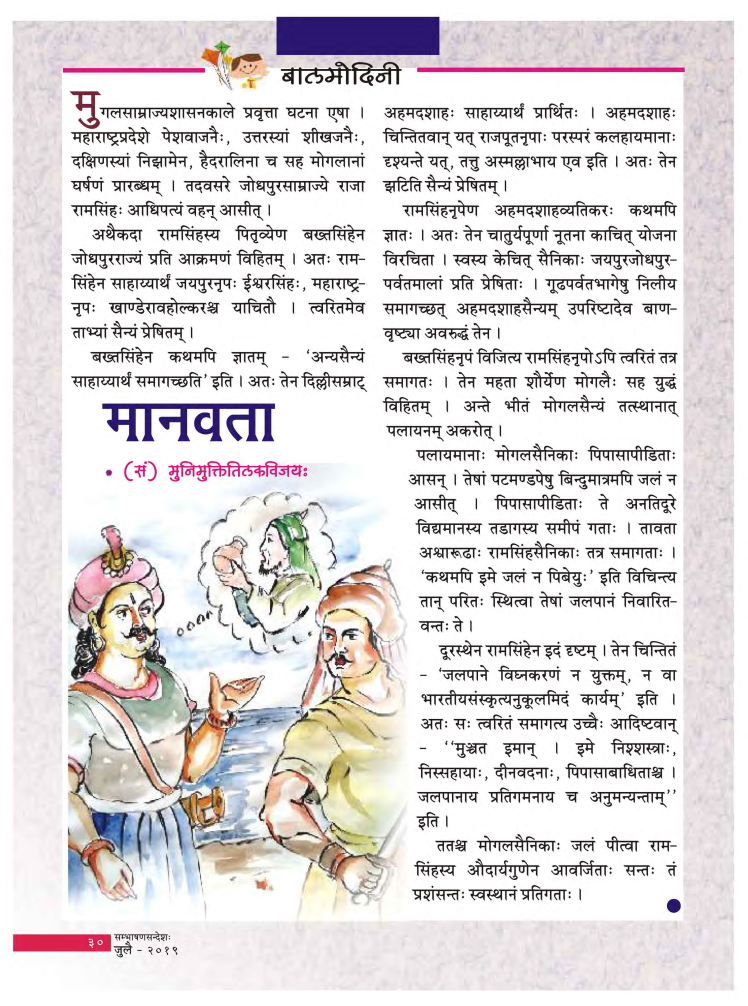 बालमोदिनी
मुगलसाम्राज्यशासनकाले प्रवृत्ता घटना एषा ।
महाराष्ट्रप्रदेशे पेशवाजनैः, उत्तरस्यां शीखजनैः,
दक्षिणस्यां निझामेन, हैदरालिना च सह मोगलानां
घर्षणं प्रारब्धम् । तदवसरे जोधपुरसाम्राज्ये राजा
रामसिंहः आधिपत्यं वहन् आसीत् ।
अथैकदा रामसिंहस्य पितृव्येण बख्तसिंहेन
जोधपुरराज्यं प्रति आक्रमणं विहितम् । अतः राम-
सिंहेन साहाय्यार्थं जयपुरनृपः ईश्वरसिंहः, महाराष्ट्र-
नृपः खाण्डेरावहोल्करश्च याचितौ । त्वरितमेव
ताभ्यां सैन्यं प्रेषितम् ।
बख्तसिंहेन कथमपि ज्ञातम् - ‘अन्यसैन्यं
साहाय्यार्थं समागच्छति’ इति । अतः तेन दिल्लीसम्राट्
मानवता
• (सं) मुनिमुक्तितिलकविजयः
अहमदशाहः साहाय्यार्थं प्रार्थितः । अहमदशाहः
चिन्तितवान् यत् राजपूतनृपाः परस्परं कलहायमानाः
दृश्यन्ते यत्, तत्तु अस्मल्लाभाय एव इति । अतः तेन
झटिति सैन्यं प्रेषितम् ।
रामसिंहनृपेण अहमदशाहव्यतिकरः कथमपि
ज्ञातः । अतः तेन चातुर्यपूर्णा नूतना काचित् योजना
विरचिता । स्वस्य केचित् सैनिकाः जयपुरजोधपुर-
पर्वतमालां प्रति प्रेषिताः । गूढपर्वतभागेषु निलीय
समागच्छत् अहमदशाहसैन्यम् उपरिष्टादेव बाण-
वृष्ट्या अवरुद्धं तेन ।
बख्तसिंहनृपं विजित्य रामसिंहनृपोऽपि त्वरितं तत्र
समागतः । तेन महता शौर्येण मोगलैः सह युद्धं
विहितम् । अन्ते भीतं मोगलसैन्यं तत्स्थानात्
पलायनम् अकरोत् ।
पलायमानाः मोगलसैनिकाः पिपासापीडिताः
आसन् । तेषां पटमण्डपेषु बिन्दुमात्रमपि जलं न
आसीत् । पिपासापीडिताः ते अनतिदूरे
विद्यमानस्य तडागस्य समीपं गताः । तावता
अश्वारूढाः रामसिंहसैनिकाः तत्र समागताः ।
‘कथमपि इमे जलं न पिबेयुः’ इति विचिन्त्य
तान् परितः स्थित्वा तेषां जलपानं निवारित-
वन्तः ते ।
दूरस्थेन रामसिंहेन इदं दृष्टम् । तेन चिन्तितं
- ‘जलपाने विघ्नकरणं न युक्तम्, न वा
भारतीयसंस्कृत्यनुकूलमिदं कार्यम्’ इति ।
अतः सः त्वरितं समागत्य उच्चैः आदिष्टवान्
- ‘‘मुञ्चत इमान् । इमे निश्शस्त्राः,
निस्सहायाः, दीनवदनाः, पिपासाबाधिताश्च ।
जलपानाय प्रतिगमनाय च अनुमन्यन्ताम्’’
इति ।
ततश्च मोगलसैनिकाः जलं पीत्वा राम-
सिंहस्य औदार्यगुणेन आवर्जिताः सन्तः तं
प्रशंसन्तः स्वस्थानं प्रतिगताः ।
३० सम्भाषणसन्देशः
जुलै - २०१९